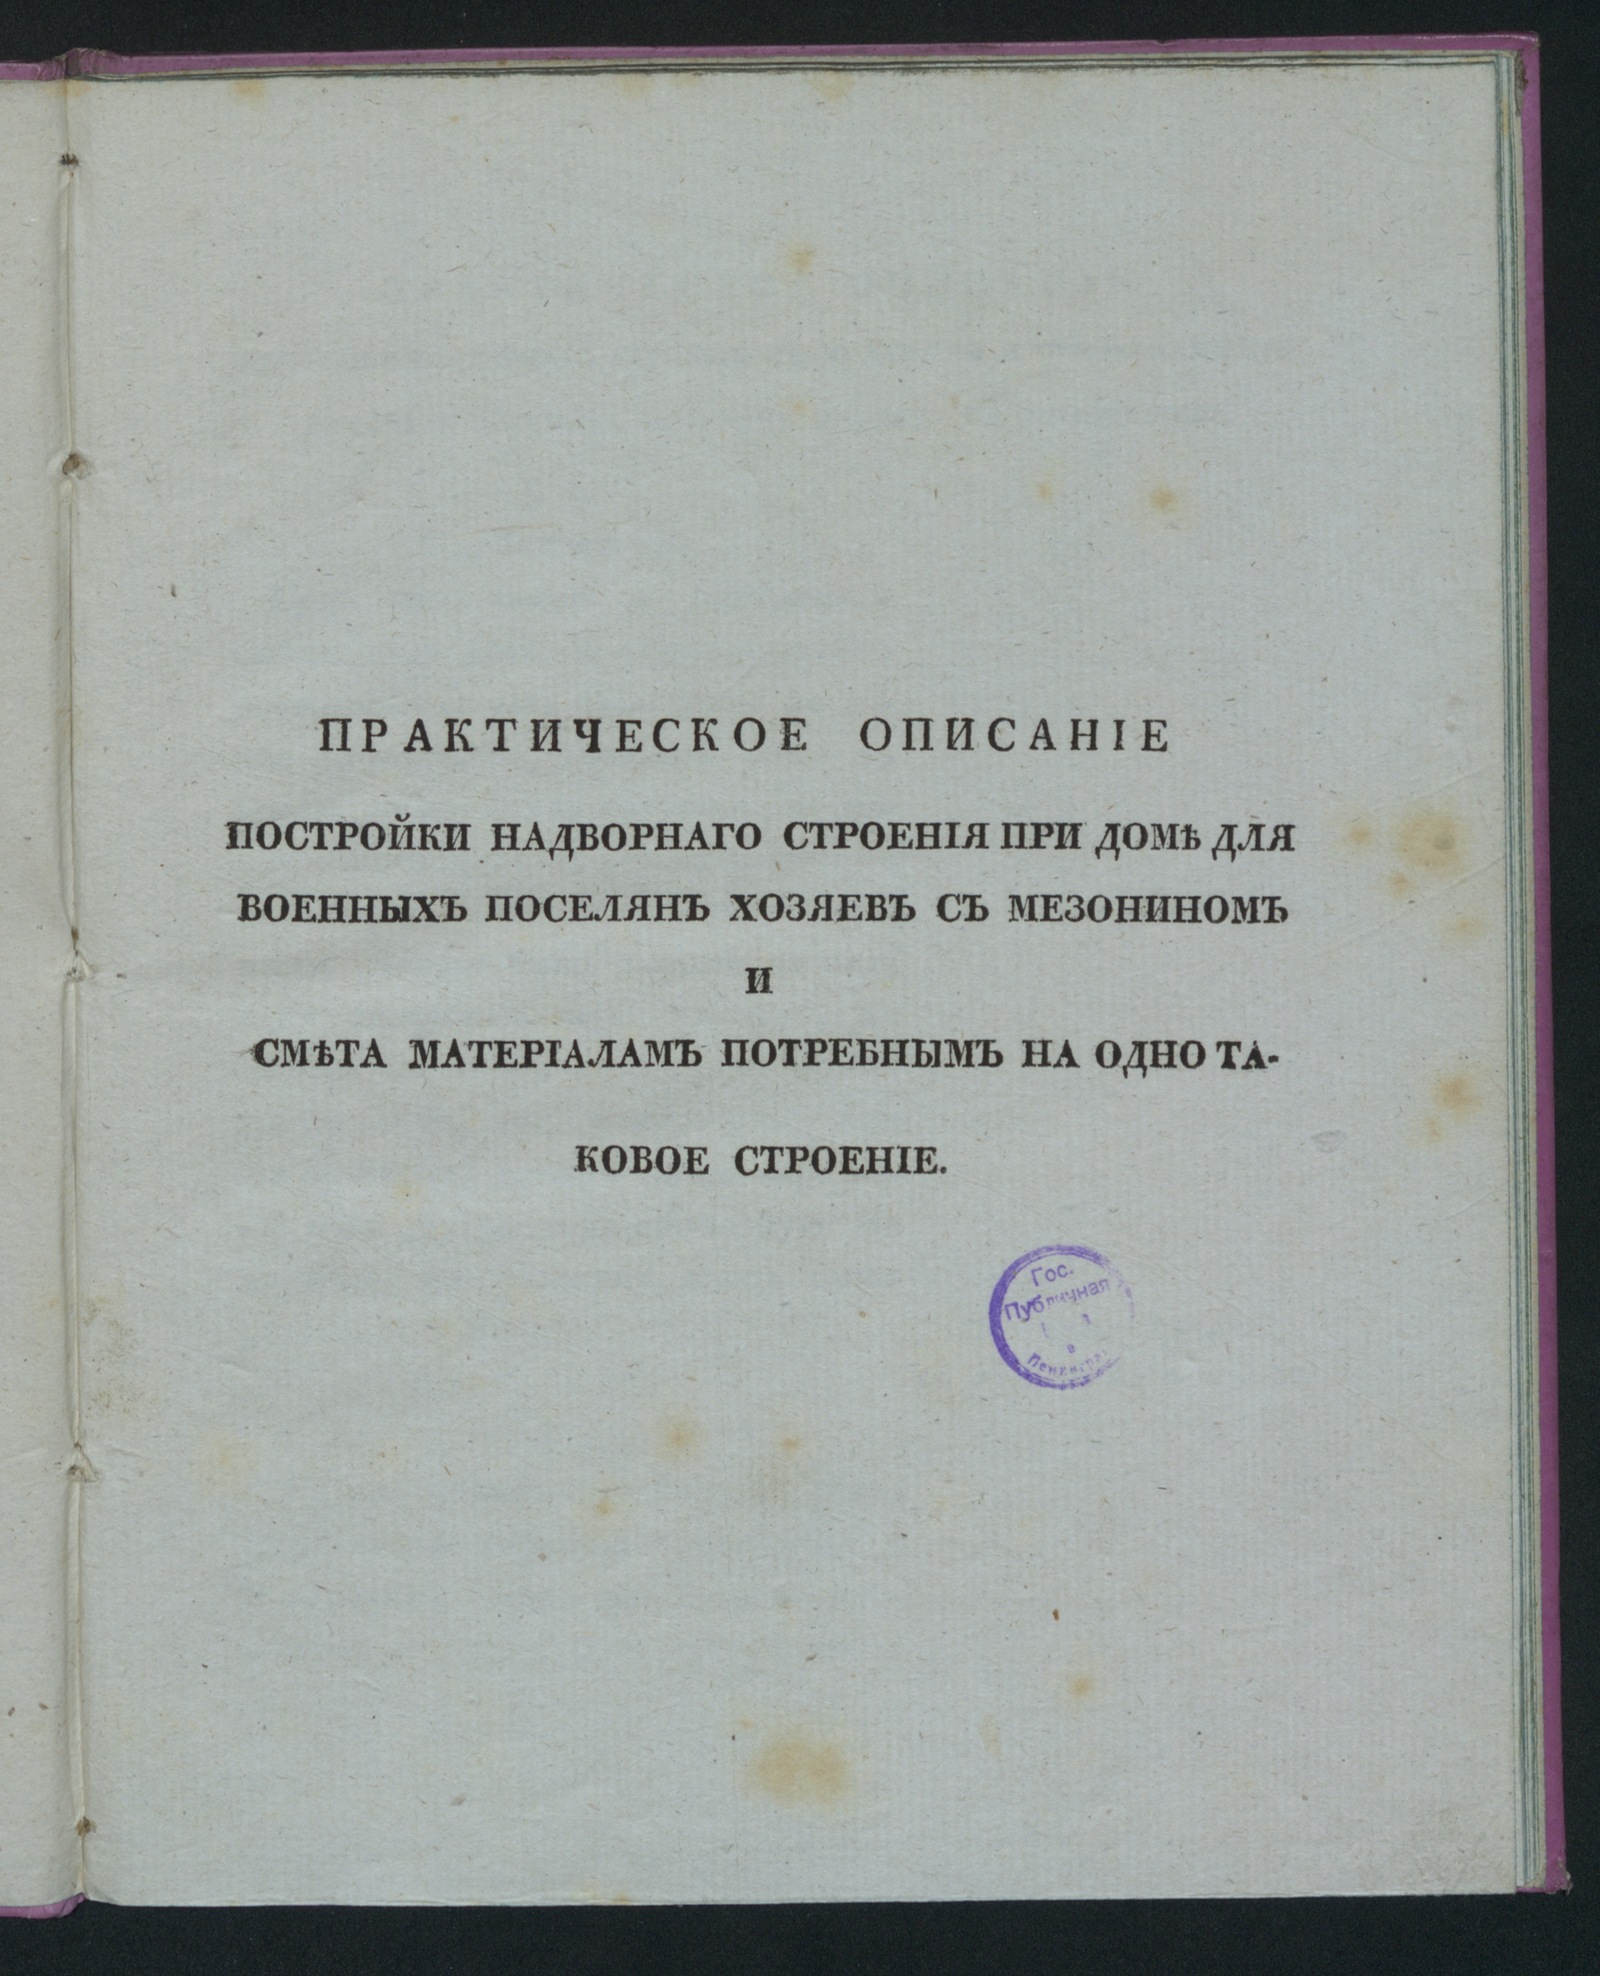 ПРАКТИЧЕСКОЕ ОПИСАНІЕ
ПОСТРОЙКИ НАДВОРНАГО СТРОЕНІЯ ПРИ ДОМѢ ДЛЯ
ВОЕННЫХЪ ПОСЕЛЯНЪ ХОЗЯЕВЪ СЪ МЕЗОНИНОМЪ
И
СМѢТА МАТЕРІАЛАМЪ ПОТРЕБНЫМЪ НА ОДНО ТА-
КОВОЕ СТРОЕНІЕ.
Гос.
Публичная
в